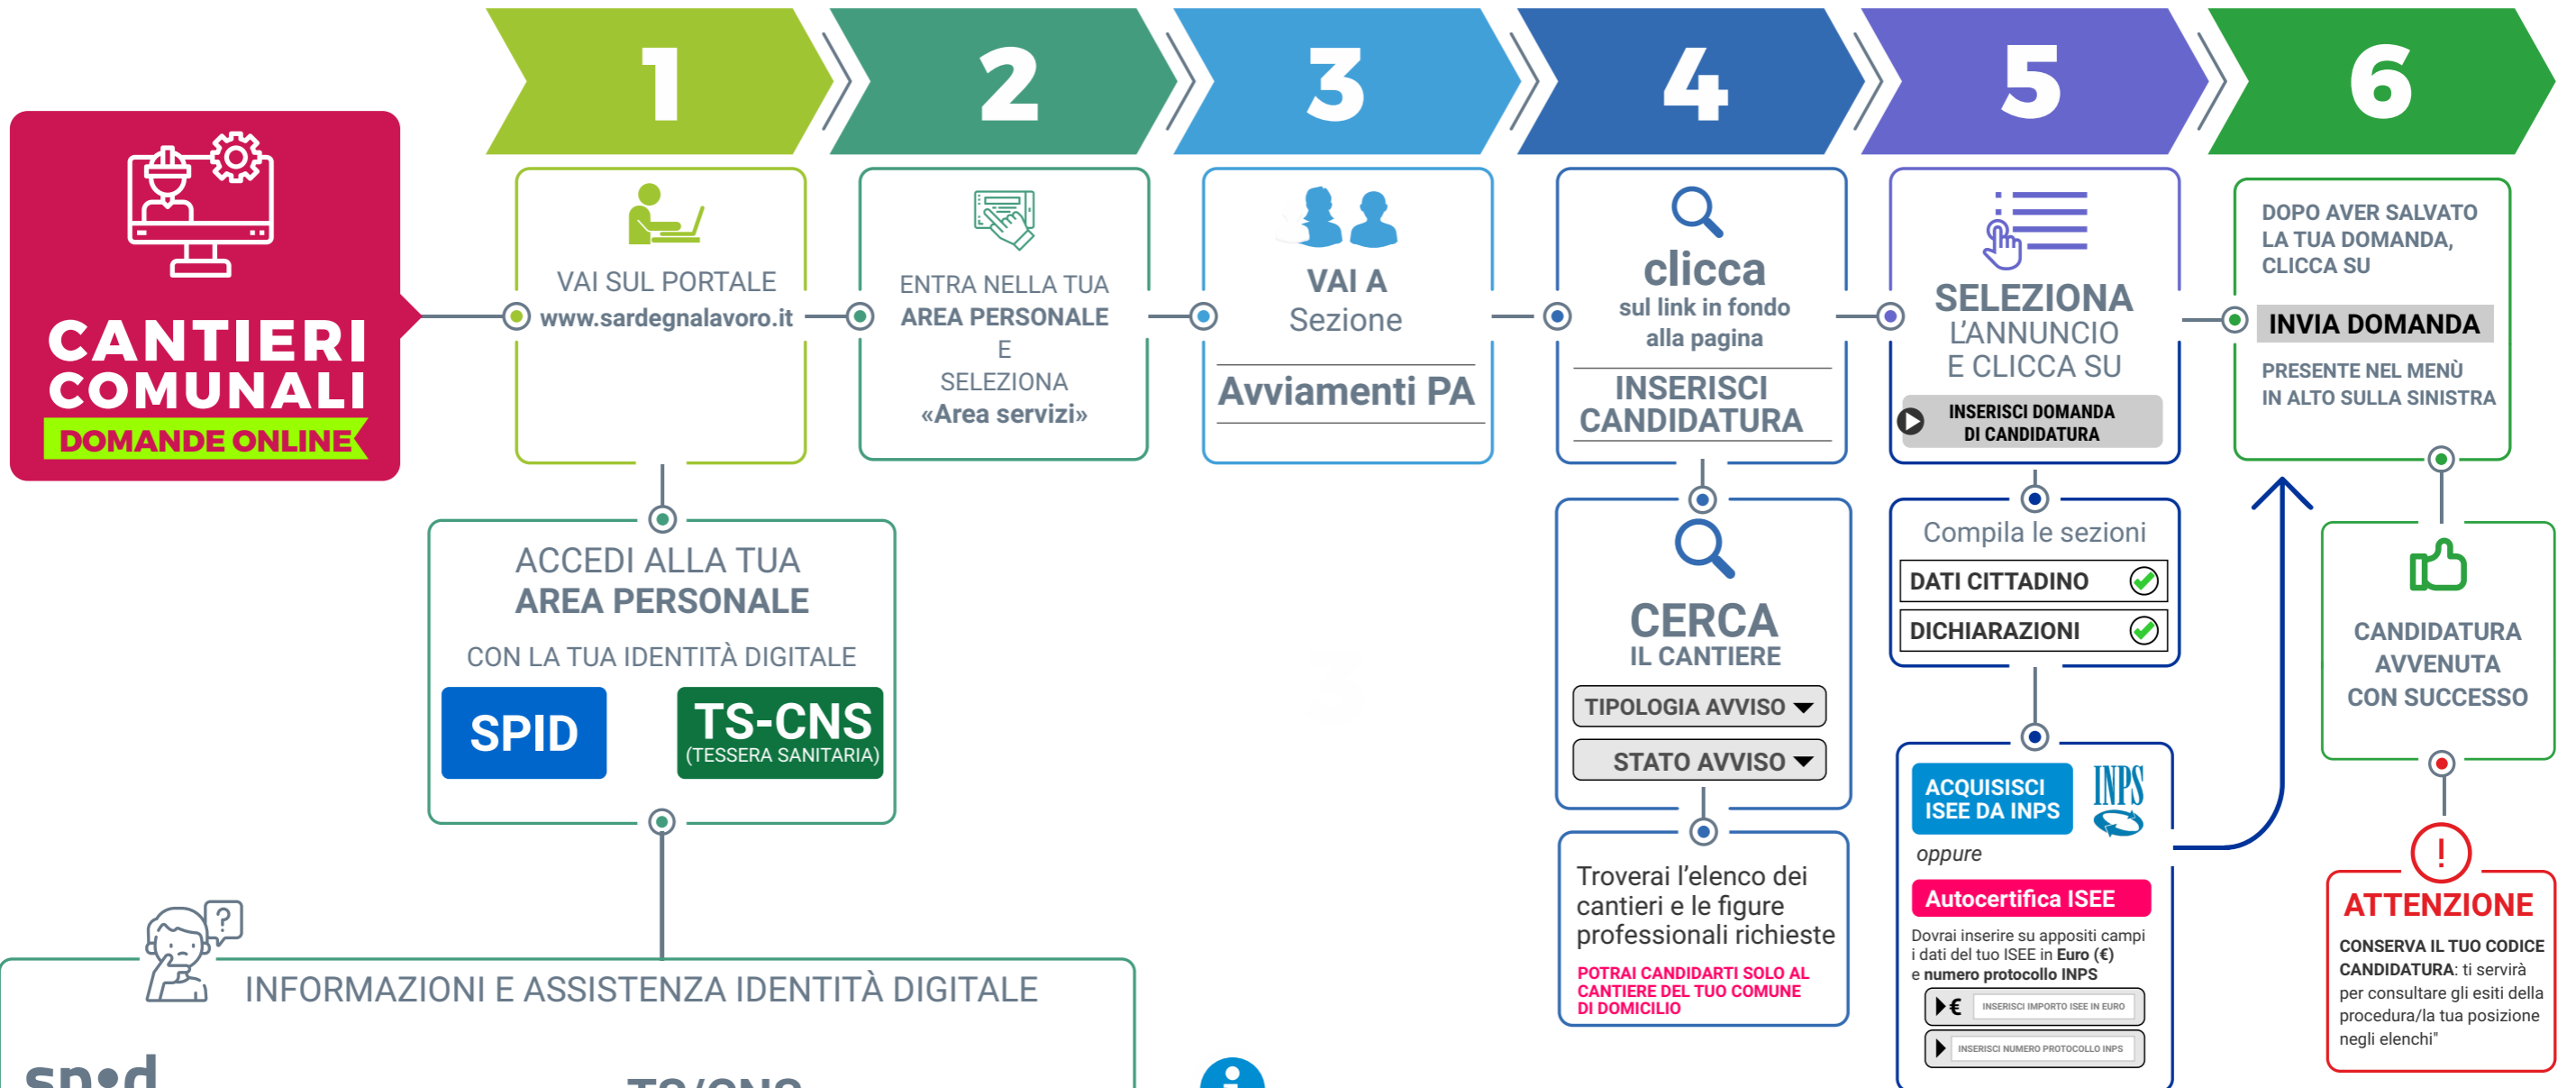 CANTIERI
COMUNALI
DOMANDE ONLINE
1
VAI SUL PORTALE
www.sardegnalavoro.it
ACCEDI ALLA TUA
AREA PERSONALE
CON LA TUA IDENTITÀ DIGITALE
SPID
TS-CNS
(TESSERA SANITARIA)
?
INFORMAZIONI E ASSISTENZA IDENTITÀ DIGITALE
spid
TS/CNS
i
2
ENTRA NELLA TUA
AREA PERSONALE
E
SELEZIONA
«Area servizi»
3
VAI A
Sezione
Avviamenti PA
4
clicca
sul link in fondo
alla pagina
INSERISCI
CANDIDATURA
CERCA
IL CANTIERE
TIPOLOGIA AVVISO
STATO AVVISO
Troverai l'elenco dei
cantieri e le figure
professionali richieste
POTRAI CANDIDARTI SOLO AL
CANTIERE DEL TUO COMUNE
DI DOMICILIO
5
SELEZIONA
L'ANNUNCIO
E CLICCA SU
INSERISCI DOMANDA
DI CANDIDATURA
Compila le sezioni
DATI CITTADINO
DICHIARAZIONI
ACQUISISCI
ISEE DA INPS
INPS
oppure
Autocertifica ISEE
Dovrai inserire su appositi campi
i dati del tuo ISEE in Euro (€)
e numero protocollo INPS
€ INSERISCI IMPORTO ISEE IN EURO
INSERISCI NUMERO PROTOCOLLO INPS
6
DOPO AVER SALVATO
LA TUA DOMANDA,
CLICCA SU
INVIA DOMANDA
PRESENTE NEL MENÙ
IN ALTO SULLA SINISTRA
CANDIDATURA
AVVENUTA
CON SUCCESSO
!
ATTENZIONE
CONSERVA IL TUO CODICE
CANDIDATURA: ti servirà
per consultare gli esiti della
procedura/la tua posizione
negli elenchi"